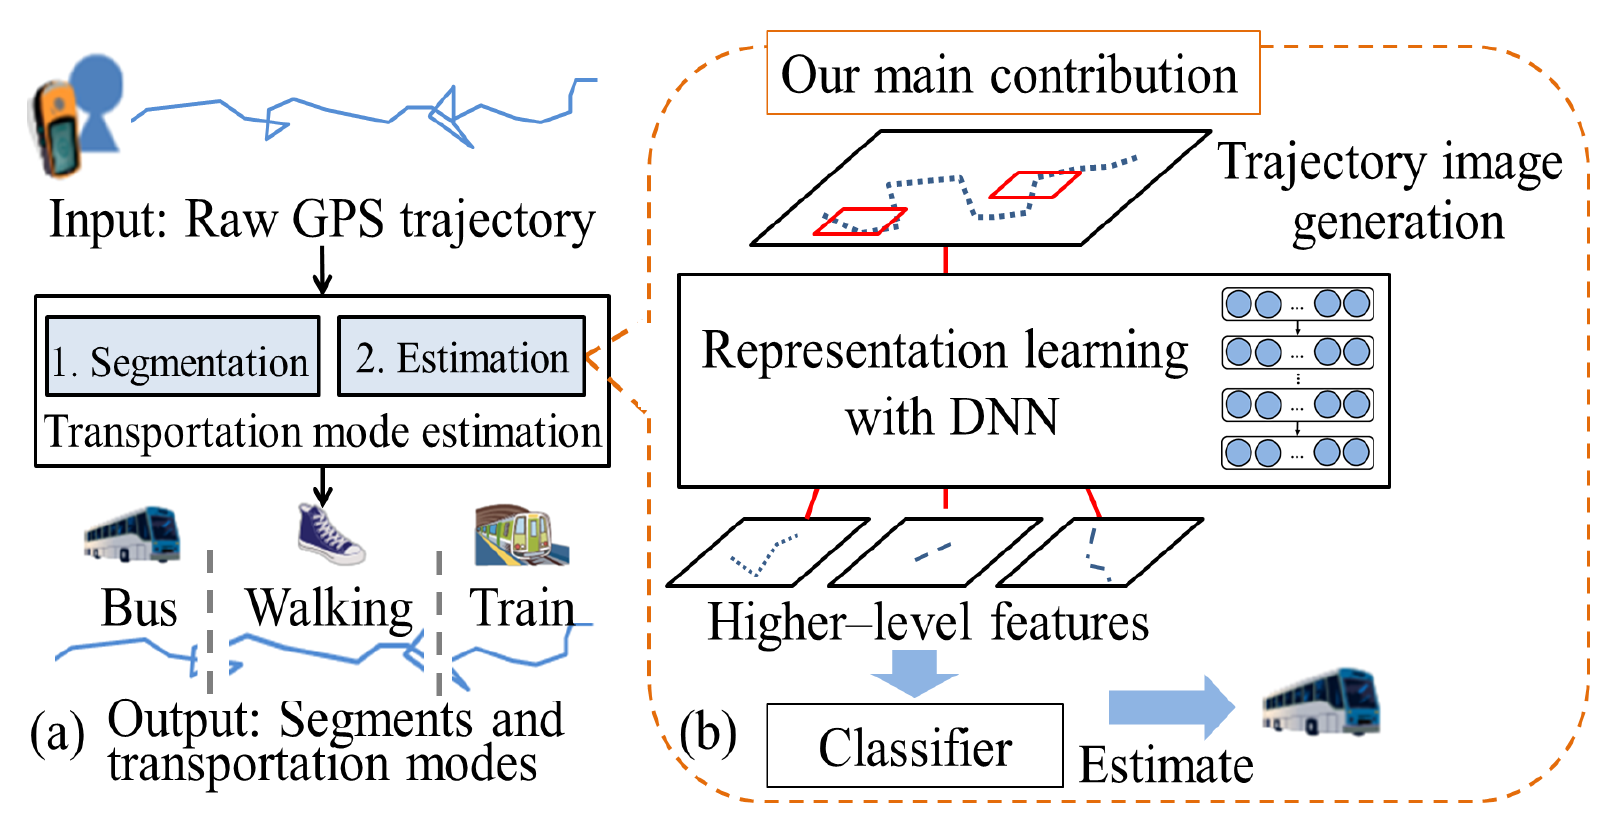 Input: Raw GPS trajectory
1. Segmentation
2. Estimation
Transportation mode estimation
Bus
Walking
Train
(a)
Output: Segments and
transportation modes
Our main contribution
Trajectory image
generation
Representation learning
with DNN
...
...
...
...
Higher–level features
(b)
Classifier
Estimate